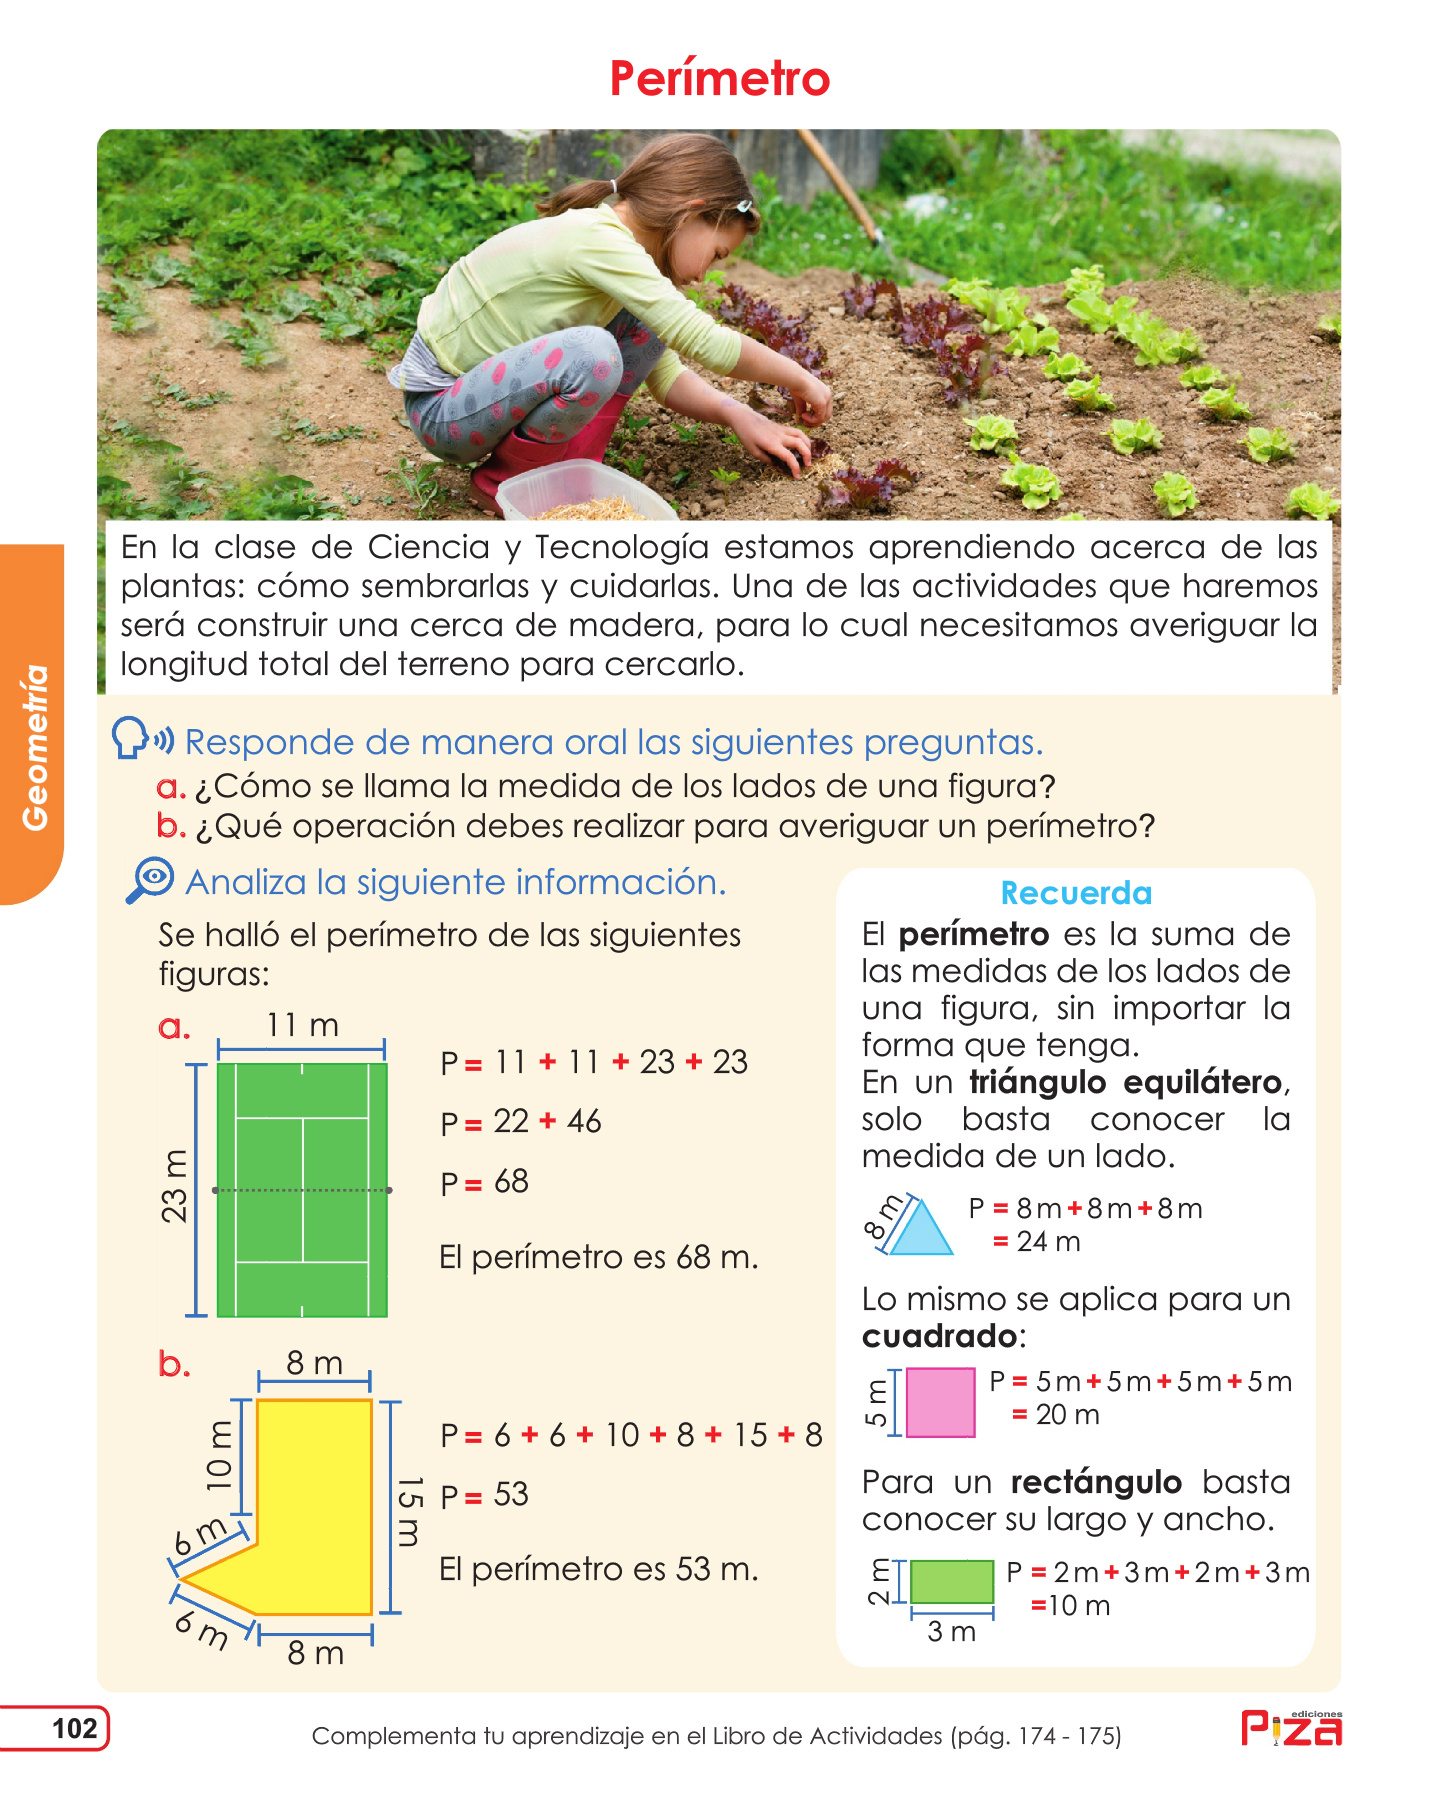 Perímetro
En la clase de Ciencia y Tecnología estamos aprendiendo acerca de las
plantas: cómo sembrarlas y cuidarlas. Una de las actividades que haremos
será construir una cerca de madera, para lo cual necesitamos averiguar la
longitud total del terreno para cercarlo.
Geometría
Responde de manera oral las siguientes preguntas.
a. ¿Cómo se llama la medida de los lados de una figura?
b. ¿Qué operación debes realizar para averiguar un perímetro?
Analiza la siguiente información.
Se halló el perímetro de las siguientes
figuras:
a.
11 m
23 m
P = 11 + 11 + 23 + 23
P = 22 + 46
P = 68
El perímetro es 68 m.
b.
8 m
10 m
15 m
6 m
6 m
8 m
P = 6 + 6 + 10 + 8 + 15 + 8
P = 53
El perímetro es 53 m.
Recuerda
El perímetro es la suma de
las medidas de los lados de
una figura, sin importar la
forma que tenga.
En un triángulo equilátero,
solo basta conocer la
medida de un lado.
8 m
P = 8 m + 8 m + 8 m
= 24 m
Lo mismo se aplica para un
cuadrado:
5 m
P = 5 m + 5 m + 5 m + 5 m
= 20 m
Para un rectángulo basta
conocer su largo y ancho.
2 m
3 m
P = 2 m + 3 m + 2 m + 3 m
=10 m
102
Complementa tu aprendizaje en el Libro de Actividades (pág. 174 - 175)
ediciones
PIZA